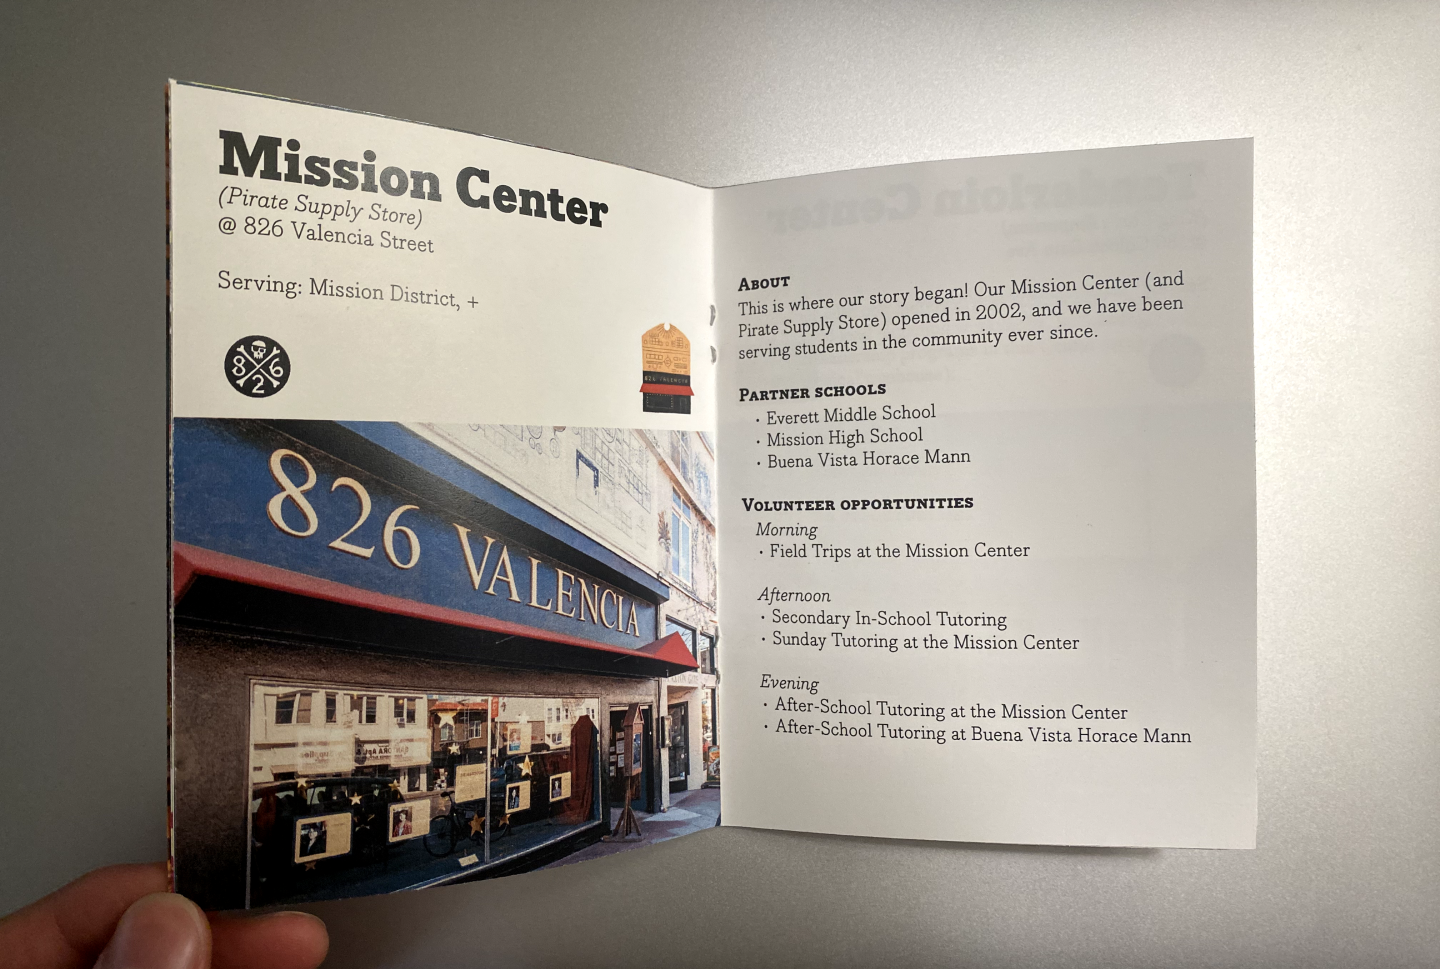 Mission Center
(Pirate Supply Store)
@ 826 Valencia Street
Serving: Mission District, +
826
826 VALENCIA
826 VALENCIA
About
This is where our story began! Our Mission Center (and
Pirate Supply Store) opened in 2002, and we have been
serving students in the community ever since.
Partner schools
· Everett Middle School
· Mission High School
· Buena Vista Horace Mann
Volunteer opportunities
Morning
· Field Trips at the Mission Center
Afternoon
· Secondary In-School Tutoring
· Sunday Tutoring at the Mission Center
Evening
· After-School Tutoring at the Mission Center
· After-School Tutoring at Buena Vista Horace Mann